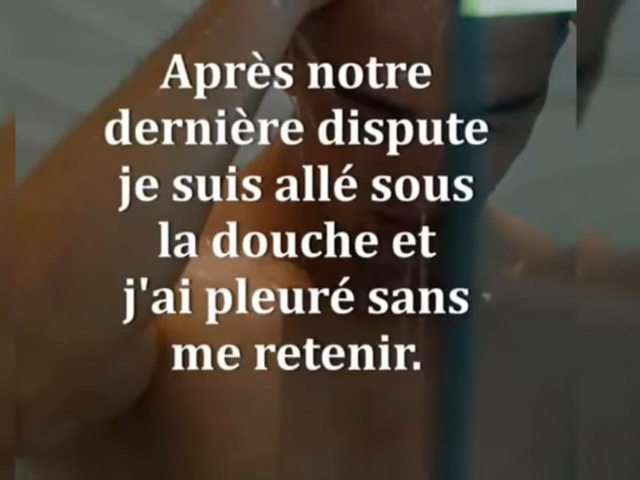 Après notre
dernière dispute
je suis allé sous
la douche et
j'ai pleuré sans
me retenir.